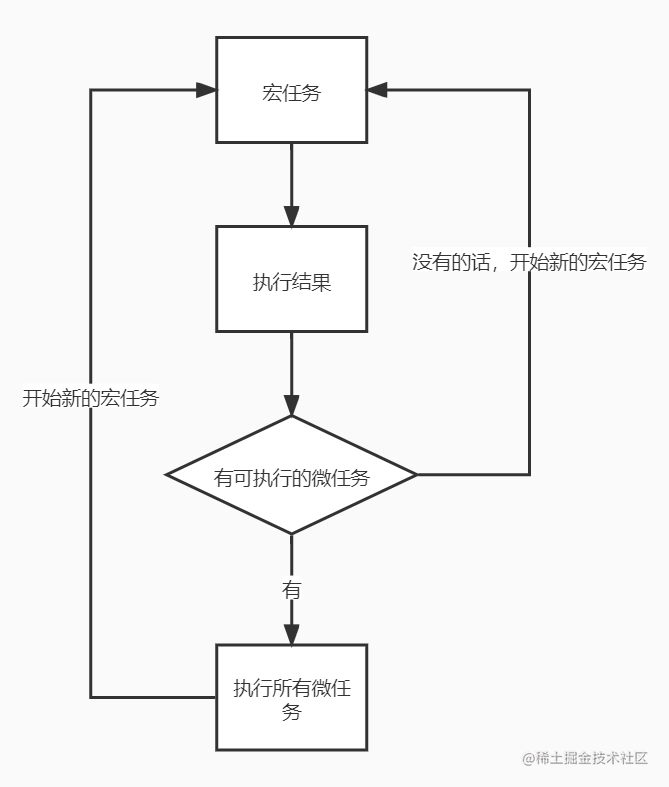 宏任务
执行结果
没有的话，开始新的宏任务
开始新的宏任务
有可执行的微任务
有
执行所有微任
务
@稀土掘金技术社区